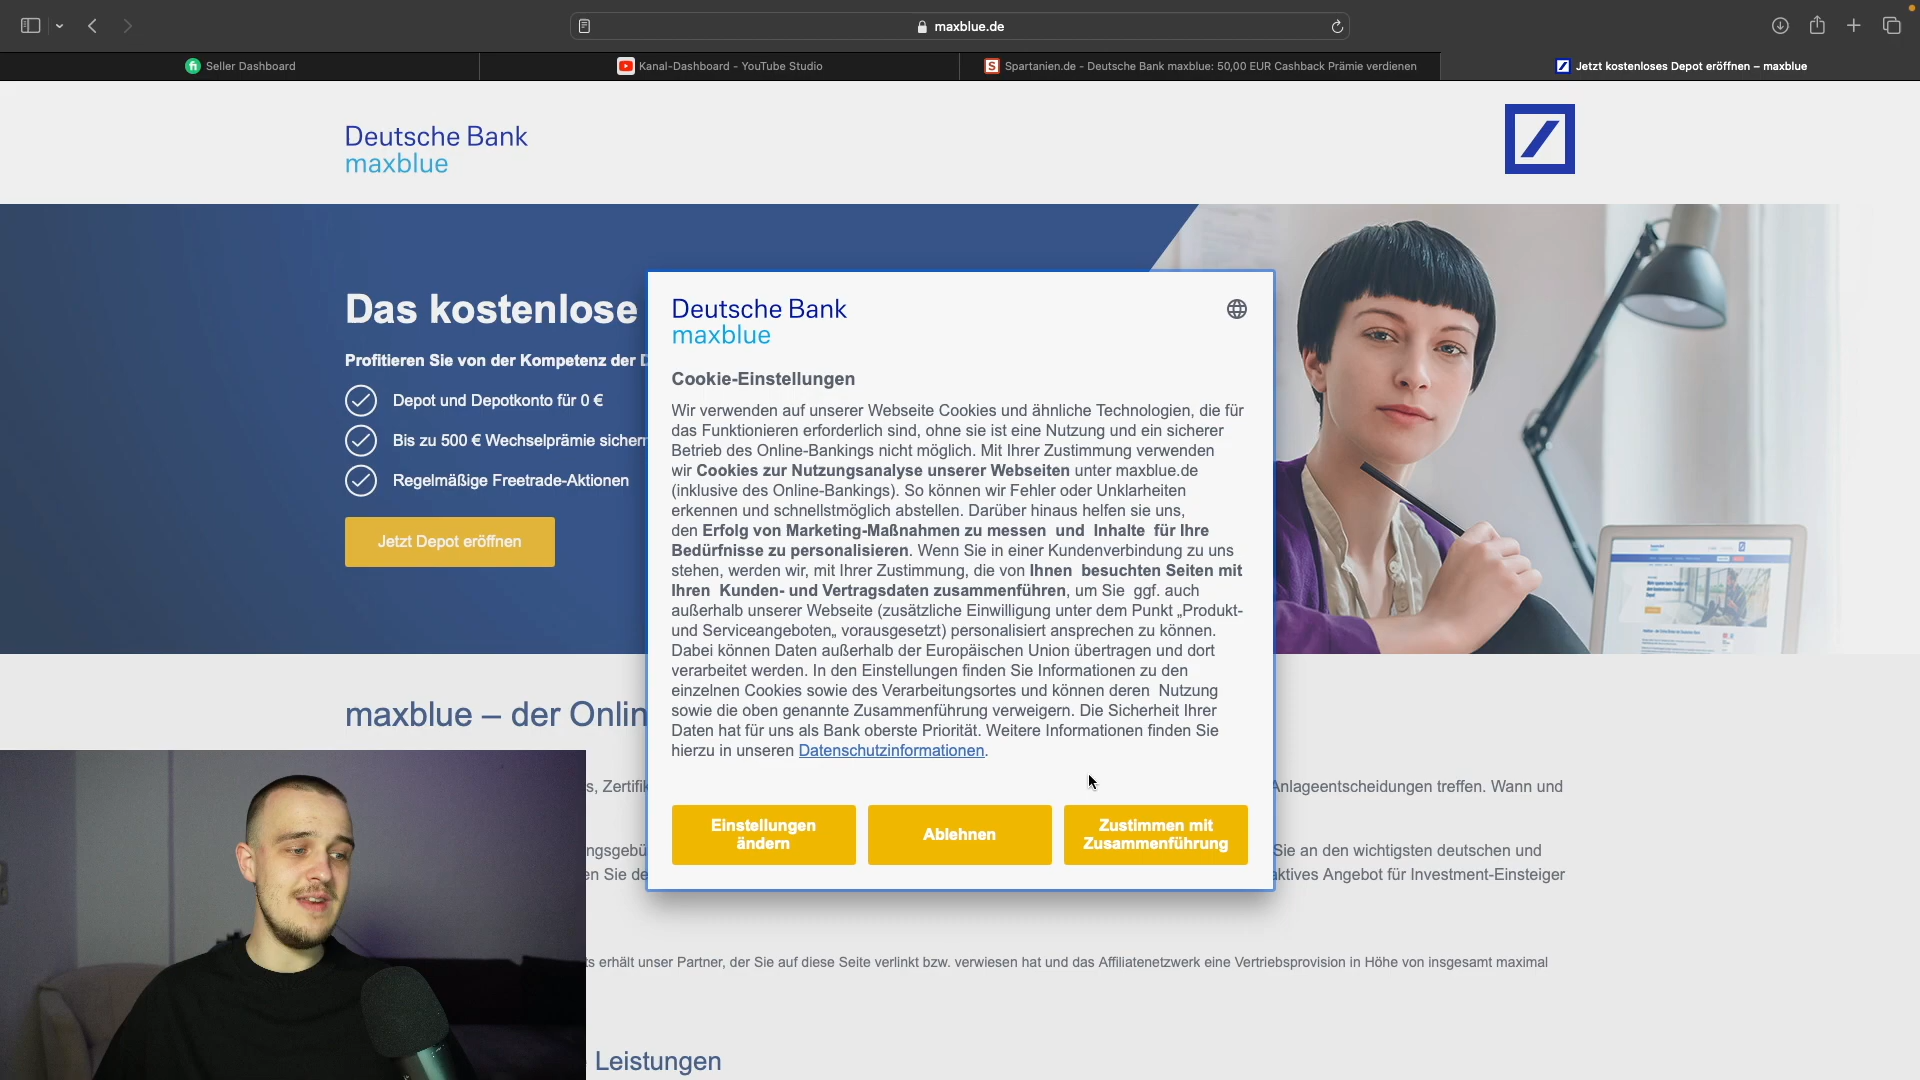 maxblue.de
Seller Dashboard
Kanal-Dashboard - YouTube Studio
Spartanien.de - Deutsche Bank maxblue: 50,00 EUR Cashback Prämie verdienen
Jetzt kostenloses Depot eröffnen – maxblue
Deutsche Bank
maxblue
Das kostenlose
Profitieren Sie von der Kompetenz der D
Depot und Depotkonto für 0 €
Bis zu 500 € Wechselprämie sichern
Regelmäßige Freetrade-Aktionen
Jetzt Depot eröffnen
Deutsche Bank
maxblue
Cookie-Einstellungen
Wir verwenden auf unserer Webseite Cookies und ähnliche Technologien, die für
das Funktionieren erforderlich sind, ohne sie ist eine Nutzung und ein sicherer
Betrieb des Online-Bankings nicht möglich. Mit Ihrer Zustimmung verwenden
wir Cookies zur Nutzungsanalyse unserer Webseiten unter maxblue.de
(inklusive des Online-Bankings). So können wir Fehler oder Unklarheiten
erkennen und schnellstmöglich abstellen. Darüber hinaus helfen sie uns,
den Erfolg von Marketing-Maßnahmen zu messen und Inhalte für Ihre
Bedürfnisse zu personalisieren. Wenn Sie in einer Kundenverbindung zu uns
stehen, werden wir, mit Ihrer Zustimmung, die von Ihnen besuchten Seiten mit
Ihren Kunden- und Vertragsdaten zusammenführen, um Sie ggf. auch
außerhalb unserer Webseite (zusätzliche Einwilligung unter dem Punkt „Produkt-
und Serviceangeboten„ vorausgesetzt) personalisiert ansprechen zu können.
Dabei können Daten außerhalb der Europäischen Union übertragen und dort
verarbeitet werden. In den Einstellungen finden Sie Informationen zu den
einzelnen Cookies sowie des Verarbeitungsortes und können deren Nutzung
sowie die oben genannte Zusammenführung verweigern. Die Sicherheit Ihrer
Daten hat für uns als Bank oberste Priorität. Weitere Informationen finden Sie
hierzu in unseren Datenschutzinformationen.
Einstellungen
ändern
Ablehnen
Zustimmen mit
Zusammenführung
maxblue – der Onlin
s, Zertifik
Anlageentscheidungen treffen. Wann und
ngsgebü
Sie an den wichtigsten deutschen und
en Sie de
aktives Angebot für Investment-Einsteiger
ts erhält unser Partner, der Sie auf diese Seite verlinkt bzw. verwiesen hat und das Affiliatenetzwerk eine Vertriebsprovision in Höhe von insgesamt maximal
Leistungen